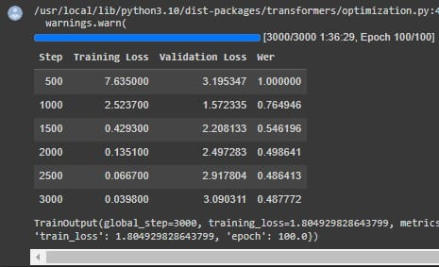 /usr/local/lib/python3.10/dist-packages/transformers/optimization.py:4
warnings.warn(
[3000/3000 1:36:29, Epoch 100/100]
Step Training Loss Validation Loss Wer
500 7.635000 3.195347 1.000000
1000 2.523700 1.572335 0.764946
1500 0.429300 2.208133 0.546196
2000 0.135100 2.497283 0.498641
2500 0.066700 2.917804 0.486413
3000 0.039800 3.090311 0.487772
TrainOutput(global_step=3000, training_loss=1.804929828643799, metrics
'train_loss': 1.804929828643799, 'epoch': 100.0})